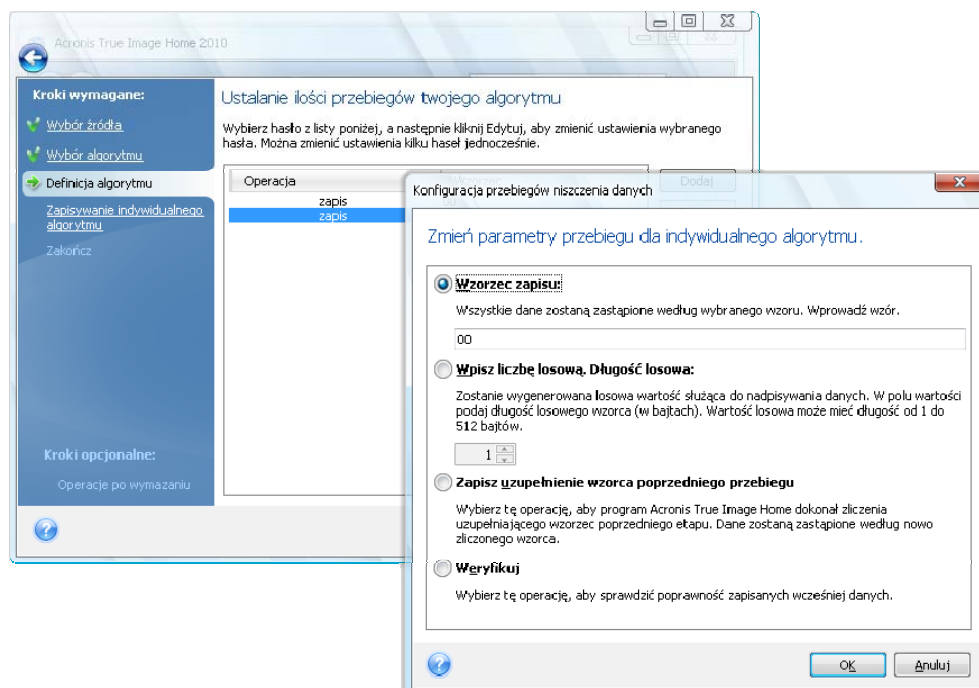 Acronis True Image Home 2010
Kroki wymagane:
Wybór źródła
Wybór algorytmu
Definicja algorytmu
Zapisywanie indywidualnego
algorytmu
Zakończ
Kroki opcjonalne:
Operacje po wymazaniu
Ustalanie ilości przebiegów twojego algorytmu
Wybierz hasło z listy poniżej, a następnie kliknij Edytuj, aby zmienić ustawienia wybranego
hasła. Można zmienić ustawienia kilku haseł jednocześnie.
Operacja
Wzorzec
Dodaj
zapis
zapis
Konfiguracja przebiegów niszczenia danych
Zmień parametry przebiegu dla indywidualnego algorytmu.
Wzorzec zapisu:
Wszystkie dane zostaną zastąpione według wybranego wzoru. Wprowadź wzór.
00
Wpisz liczbę losową. Długość losowa:
Zostanie wygenerowana losowa wartość służąca do nadpisywania danych. W polu wartości
podaj długość losowego wzorca (w bajtach). Wartość losowa może mieć długość od 1 do
512 bajtów.
1
Zapisz uzupełnienie wzorca poprzedniego przebiegu
Wybierz tę operację, aby program Acronis True Image Home dokonał zliczenia
uzupełniającego wzorzec poprzedniego etapu. Dane zostaną zastąpione według nowo
zliczonego wzorca.
Weryfikuj
Wybierz tę operację, aby sprawdzić poprawność zapisanych wcześniej danych.
OK
Anuluj